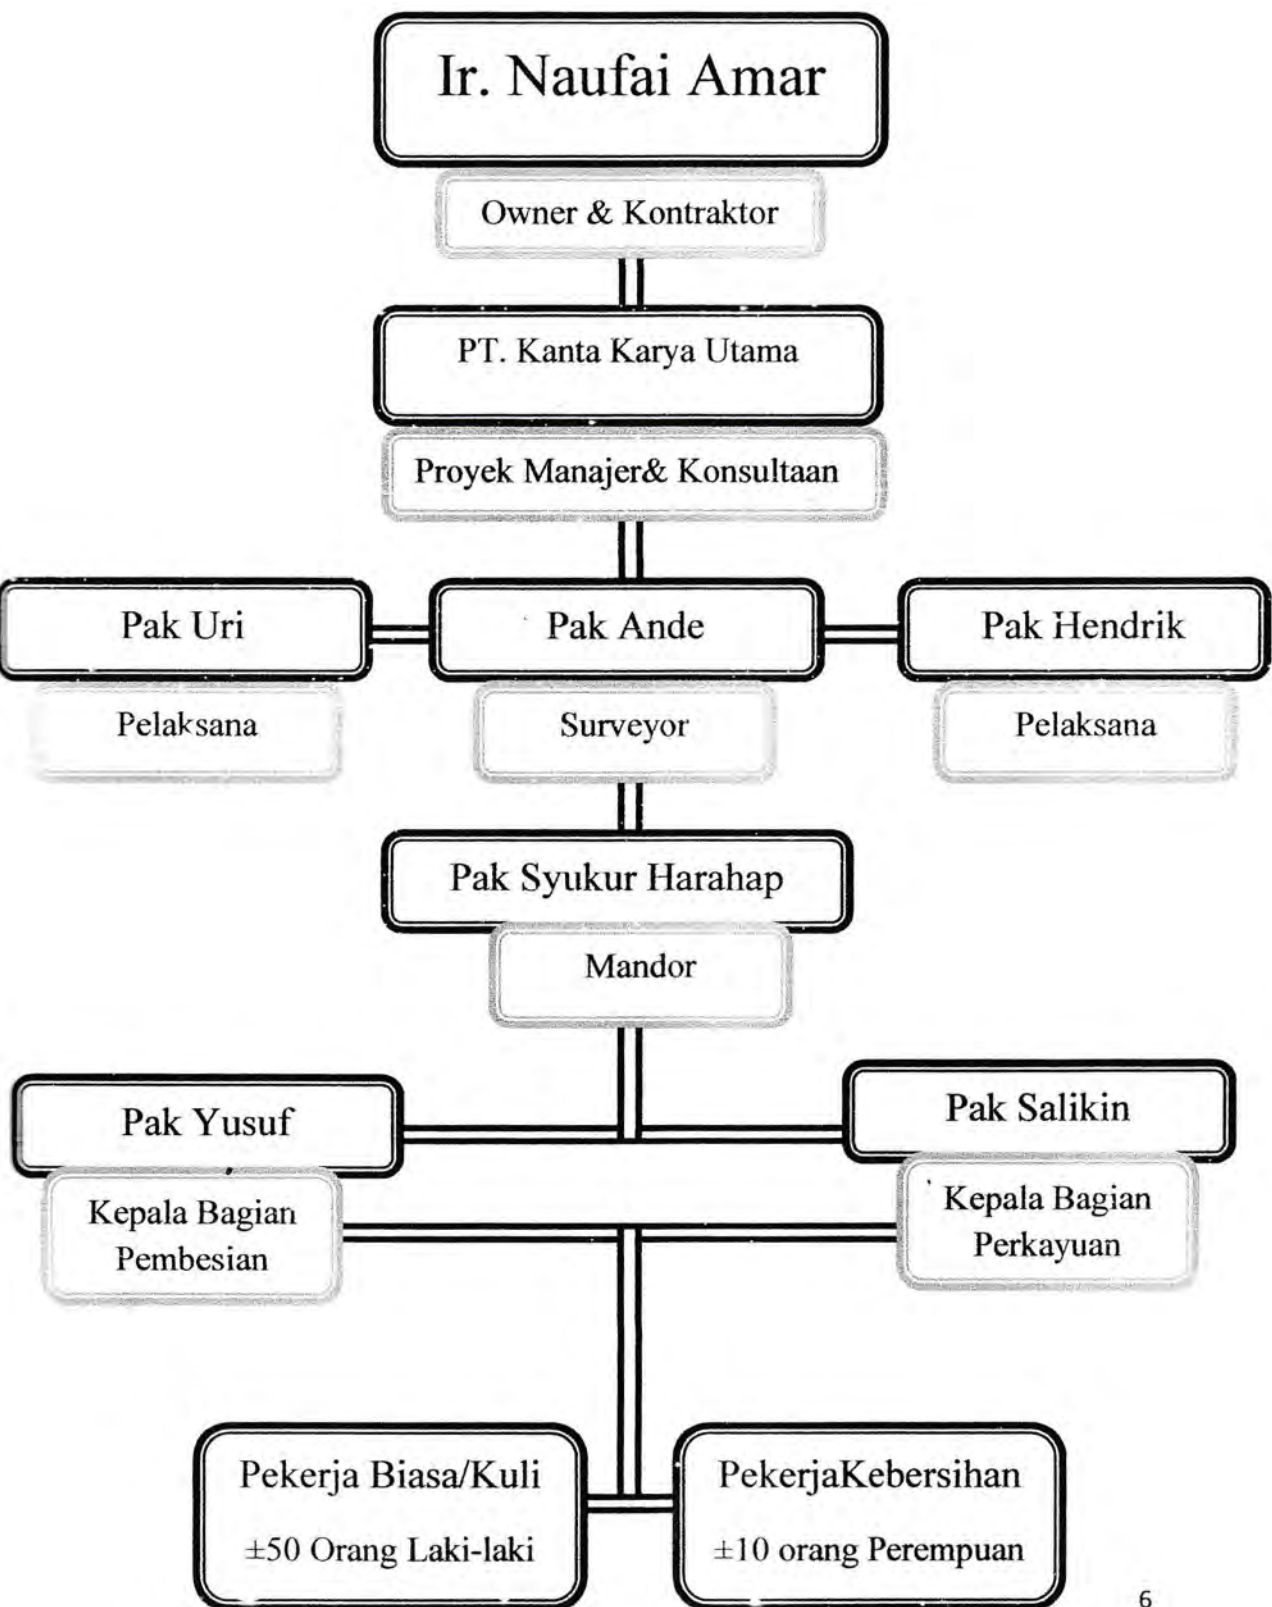 Ir. Naufai Amar
Owner & Kontraktor
PT. Kanta Karya Utama
Proyek Manajer& Konsultaan
Pak Uri
Pak Ande
Pak Hendrik
Pelaksana
Surveyor
Pelaksana
Pak Syukur Harahap
Mandor
Pak Yusuf
Pak Salikin
Kepala Bagian
Pembesian
Kepala Bagian
Perkayuan
Pekerja Biasa/Kuli
±50 Orang Laki-laki
PekerjaKebersihan
±10 orang Perempuan
6